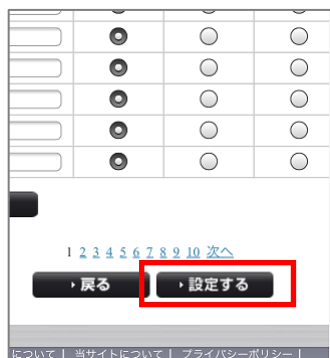 1 2 3 4 5 6 7 8 9 10 次へ
戻る 設定する
について | 当サイトについて | プライバシーポリシー |